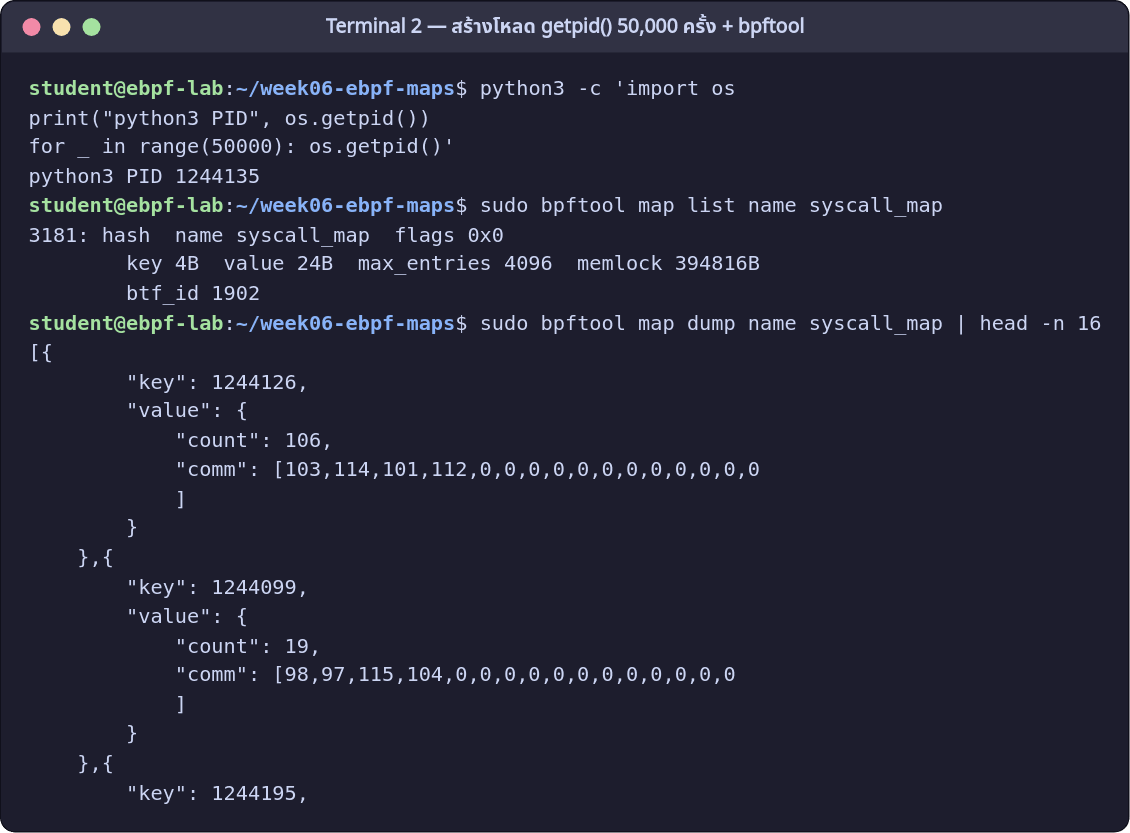 Terminal 2 — สร้างโหลด getpid() 50,000 ครั้ง + bpftool
student@ebpf-lab:~/week06-ebpf-maps$ python3 -c 'import os
print("python3 PID", os.getpid())
for _ in range(50000): os.getpid()'
python3 PID 1244135
student@ebpf-lab:~/week06-ebpf-maps$ sudo bpftool map list name syscall_map
3181: hash  name syscall_map  flags 0x0
        key 4B  value 24B  max_entries 4096  memlock 394816B
        btf_id 1902
student@ebpf-lab:~/week06-ebpf-maps$ sudo bpftool map dump name syscall_map | head -n 16
[{
        "key": 1244126,
        "value": {
            "count": 106,
            "comm": [103,114,101,112,0,0,0,0,0,0,0,0,0,0,0,0
            ]
        }
    },{
        "key": 1244099,
        "value": {
            "count": 19,
            "comm": [98,97,115,104,0,0,0,0,0,0,0,0,0,0,0,0
            ]
        }
    },{
        "key": 1244195,